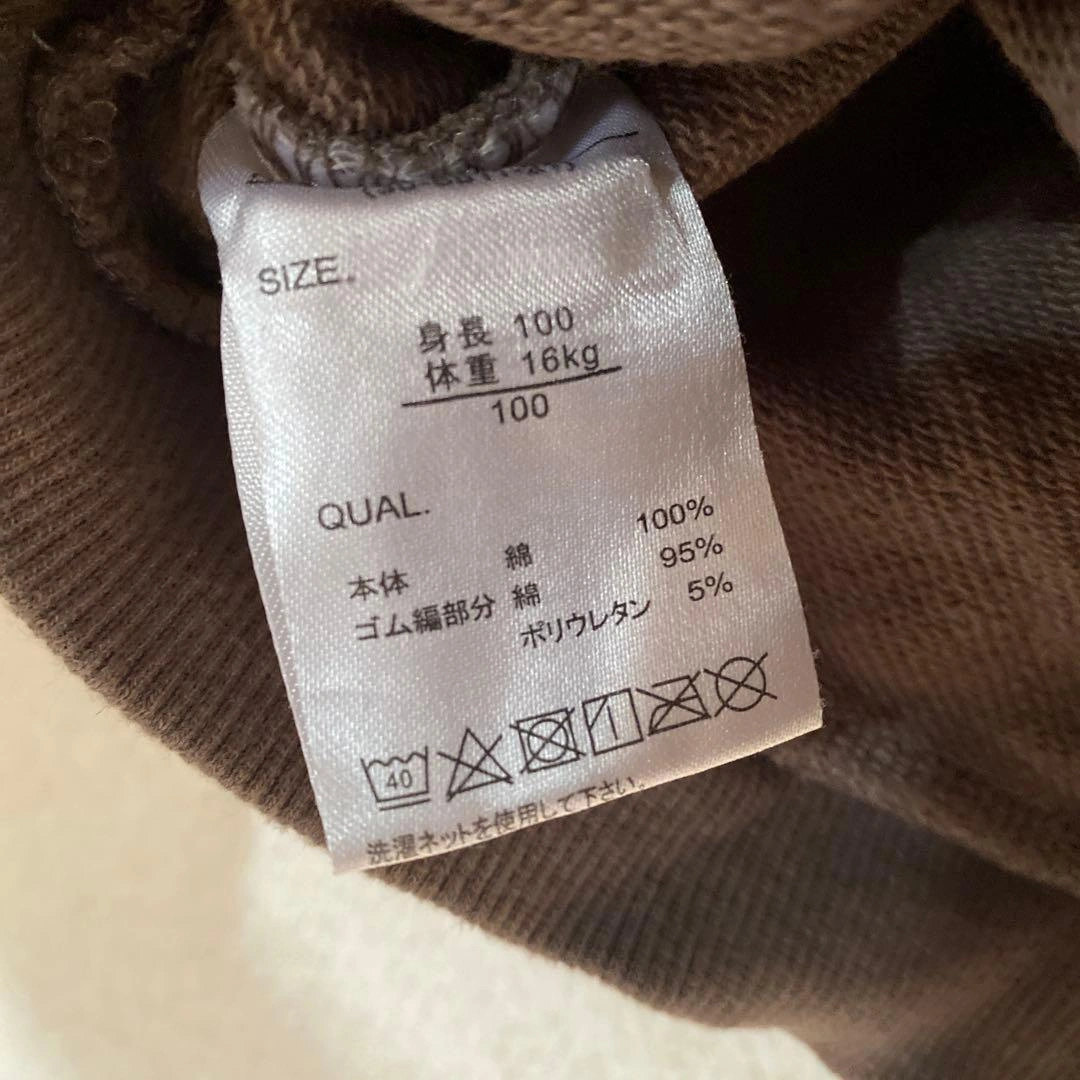 SIZE.
身長 100
体重 16kg
100
QUAL.
本体 綿 100%
ゴム編部分 綿 95%
ポリウレタン 5%
40
洗濯ネットを使用して下さい。